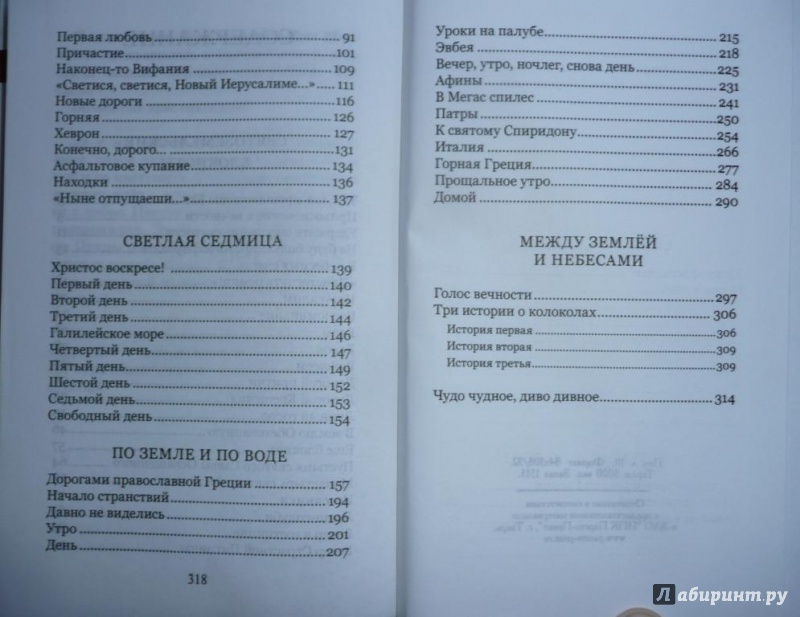 Первая любовь 91
Причастие 101
Наконец-то Вифания 109
«Светися, светися, Новый Иерусалиме...» 111
Новые дороги 116
Горняя 126
Хеврон 127
Конечно, дорого... 131
Асфальтовое купание 134
Находки 136
«Ныне отпущаеши...» 137
СВЕТЛАЯ СЕДМИЦА
Христос воскресе! 139
Первый день 140
Второй день 142
Третий день 144
Галилейское море 146
Четвертый день 147
Пятый день 149
Шестой день 152
Седьмой день 153
Свободный день 154
ПО ЗЕМЛЕ И ПО ВОДЕ
Дорогами православной Греции 157
Начало странствий 194
Давно не виделись 196
Утро 201
День 207
318
Уроки на палубе 215
Эвбея 218
Вечер, утро, ночлег, снова день 225
Афины 231
В Мегас спилес 241
Патры 250
К святому Спиридону 254
Италия 266
Горная Греция 277
Прощальное утро 284
Домой 290
МЕЖДУ ЗЕМЛЁЙ
И НЕБЕСАМИ
Голос вечности 297
Три истории о колоколах 306
История первая 306
История вторая 309
История третья 309
Чудо чудное, диво дивное 314
Лабиринт.ру